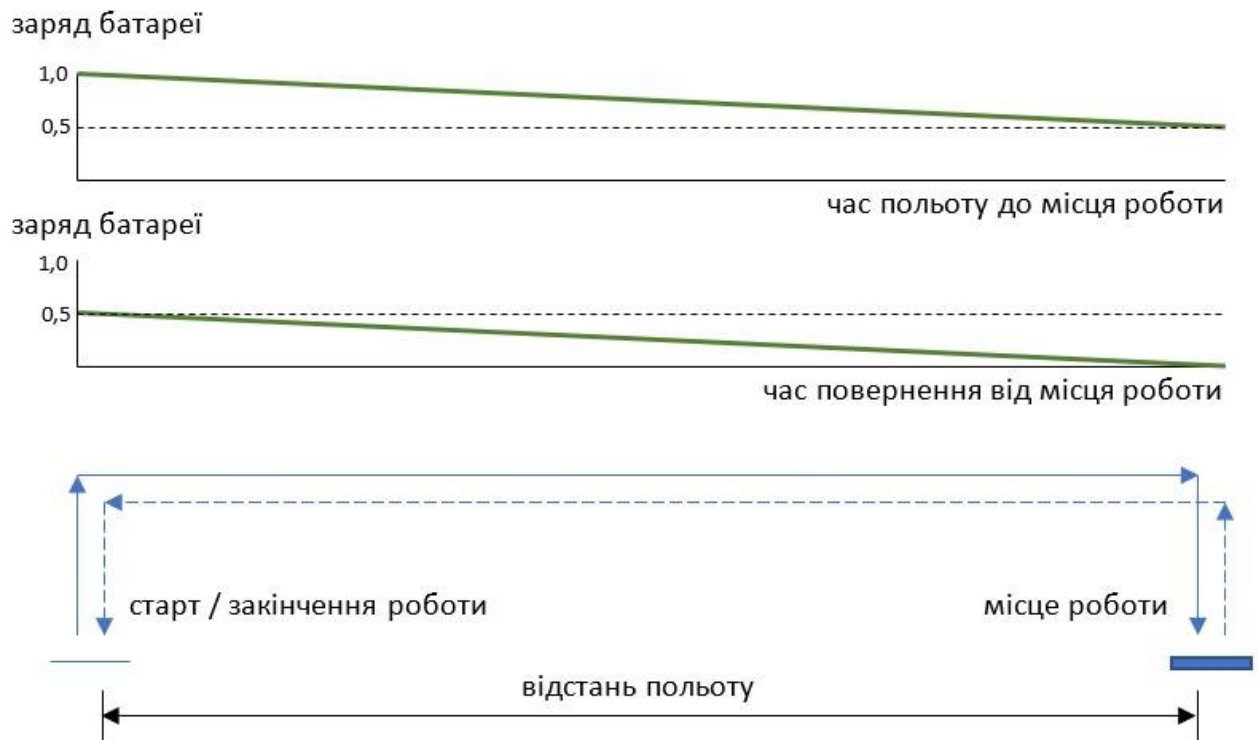 заряд батареї
1,0
0,5
час польоту до місця роботи
заряд батареї
1,0
0,5
час повернення від місця роботи
старт / закінчення роботи
місце роботи
відстань польоту